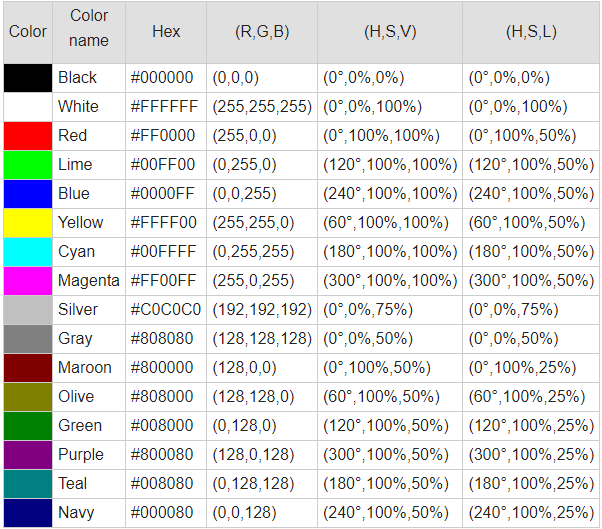 Color Color name Hex (R,G,B) (H,S,V) (H,S,L)
Black #000000 (0,0,0) (0°,0%,0%) (0°,0%,0%)
White #FFFFFF (255,255,255) (0°,0%,100%) (0°,0%,100%)
Red #FF0000 (255,0,0) (0°,100%,100%) (0°,100%,50%)
Lime #00FF00 (0,255,0) (120°,100%,100%) (120°,100%,50%)
Blue #0000FF (0,0,255) (240°,100%,100%) (240°,100%,50%)
Yellow #FFFF00 (255,255,0) (60°,100%,100%) (60°,100%,50%)
Cyan #00FFFF (0,255,255) (180°,100%,100%) (180°,100%,50%)
Magenta #FF00FF (255,0,255) (300°,100%,100%) (300°,100%,50%)
Silver #C0C0C0 (192,192,192) (0°,0%,75%) (0°,0%,75%)
Gray #808080 (128,128,128) (0°,0%,50%) (0°,0%,50%)
Maroon #800000 (128,0,0) (0°,100%,50%) (0°,100%,25%)
Olive #808000 (128,128,0) (60°,100%,50%) (60°,100%,25%)
Green #008000 (0,128,0) (120°,100%,50%) (120°,100%,25%)
Purple #800080 (128,0,128) (300°,100%,50%) (300°,100%,25%)
Teal #008080 (0,128,128) (180°,100%,50%) (180°,100%,25%)
Navy #000080 (0,0,128) (240°,100%,50%) (240°,100%,25%)